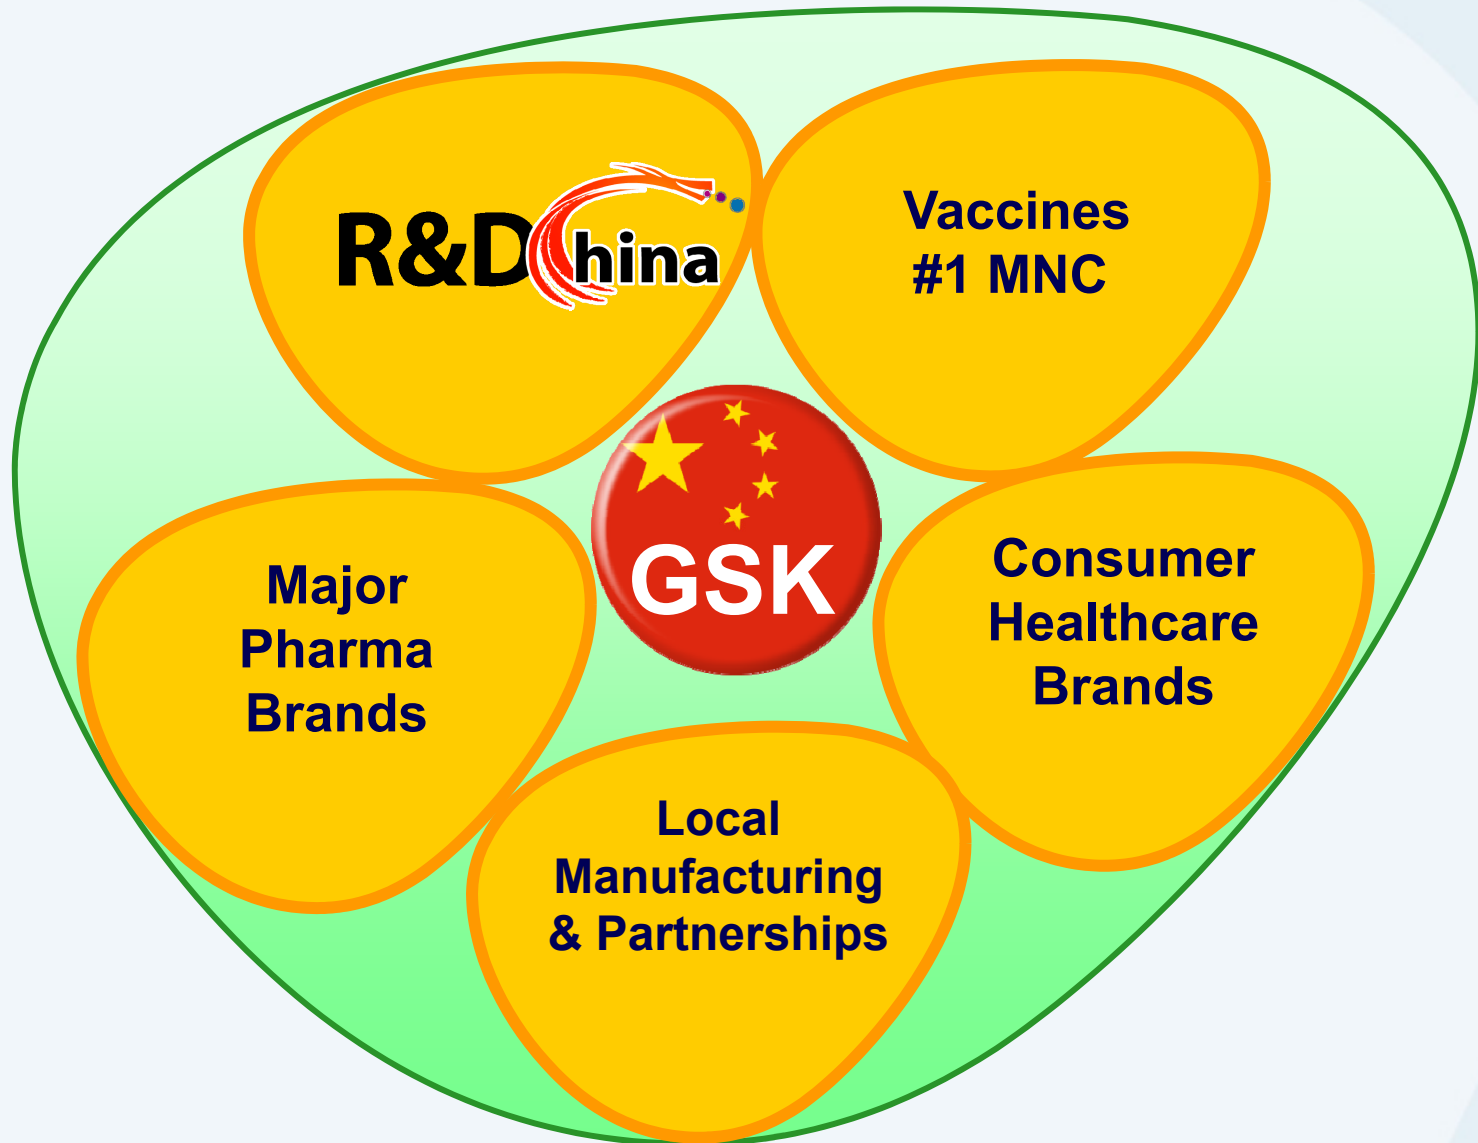 R&DChina
Vaccines
#1 MNC
GSK
Major
Pharma
Brands
Consumer
Healthcare
Brands
Local
Manufacturing
& Partnerships